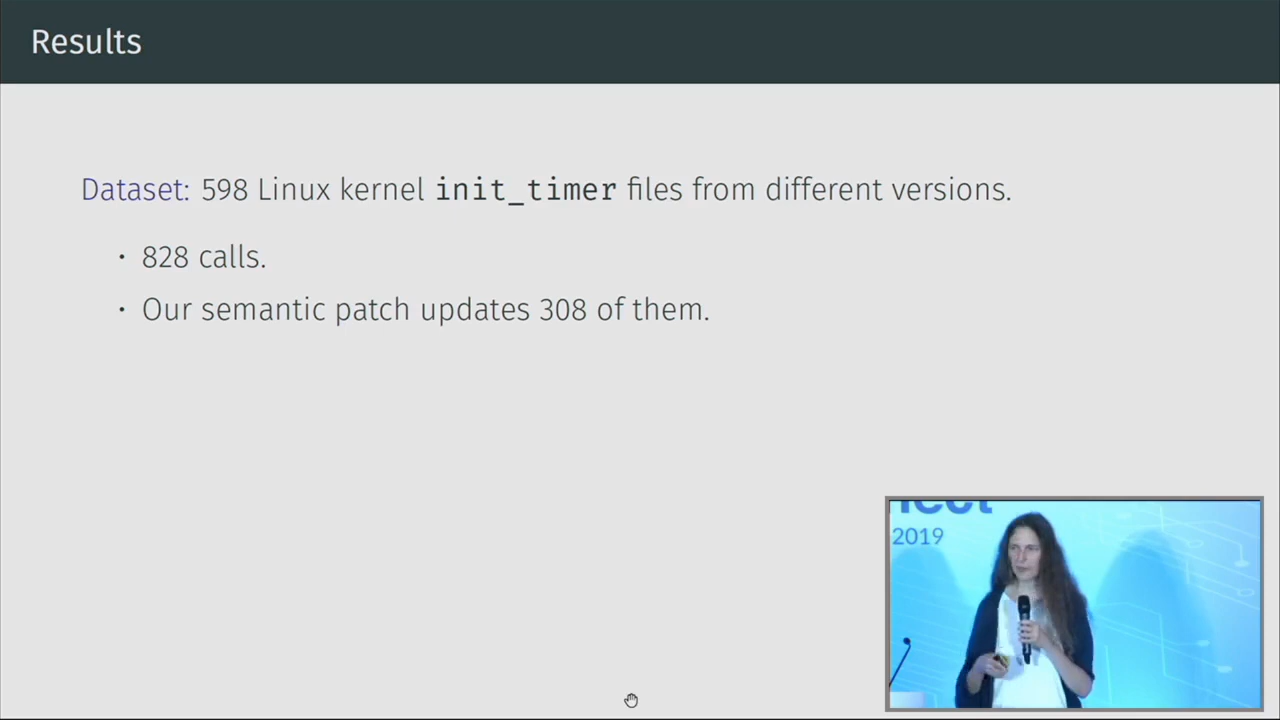 Results
Dataset: 598 Linux kernel init_timer files from different versions.
• 828 calls.
• Our semantic patch updates 308 of them.
2019